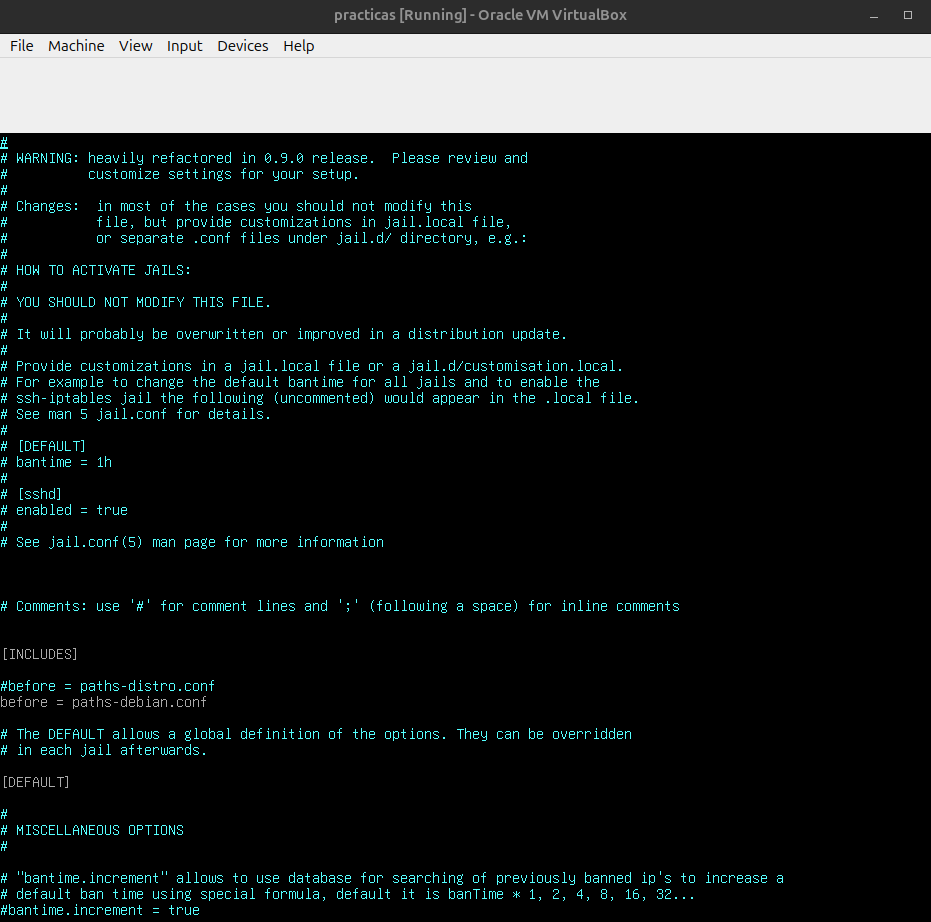 practicas [Running] - Oracle VM VirtualBox
File Machine View Input Devices Help
#
# WARNING: heavily refactored in 0.9.0 release.  Please review and
#          customize settings for your setup.
#
# Changes:  in most of the cases you should not modify this
#           file, but provide customizations in jail.local file,
#           or separate .conf files under jail.d/ directory, e.g.:
#
# HOW TO ACTIVATE JAILS:
#
# YOU SHOULD NOT MODIFY THIS FILE.
#
# It will probably be overwritten or improved in a distribution update.
#
# Provide customizations in a jail.local file or a jail.d/customisation.local.
# For example to change the default bantime for all jails and to enable the
# ssh-iptables jail the following (uncommented) would appear in the .local file.
# See man 5 jail.conf for details.
#
# [DEFAULT]
# bantime = 1h
#
# [sshd]
# enabled = true
#
# See jail.conf(5) man page for more information
# Comments: use '#' for comment lines and ';' (following a space) for inline comments
[INCLUDES]
#before = paths-distro.conf
before = paths-debian.conf
# The DEFAULT allows a global definition of the options. They can be overridden
# in each jail afterwards.
[DEFAULT]
#
# MISCELLANEOUS OPTIONS
#
# "bantime.increment" allows to use database for searching of previously banned ip's to increase a
# default ban time using special formula, default it is banTime * 1, 2, 4, 8, 16, 32...
#bantime.increment = true